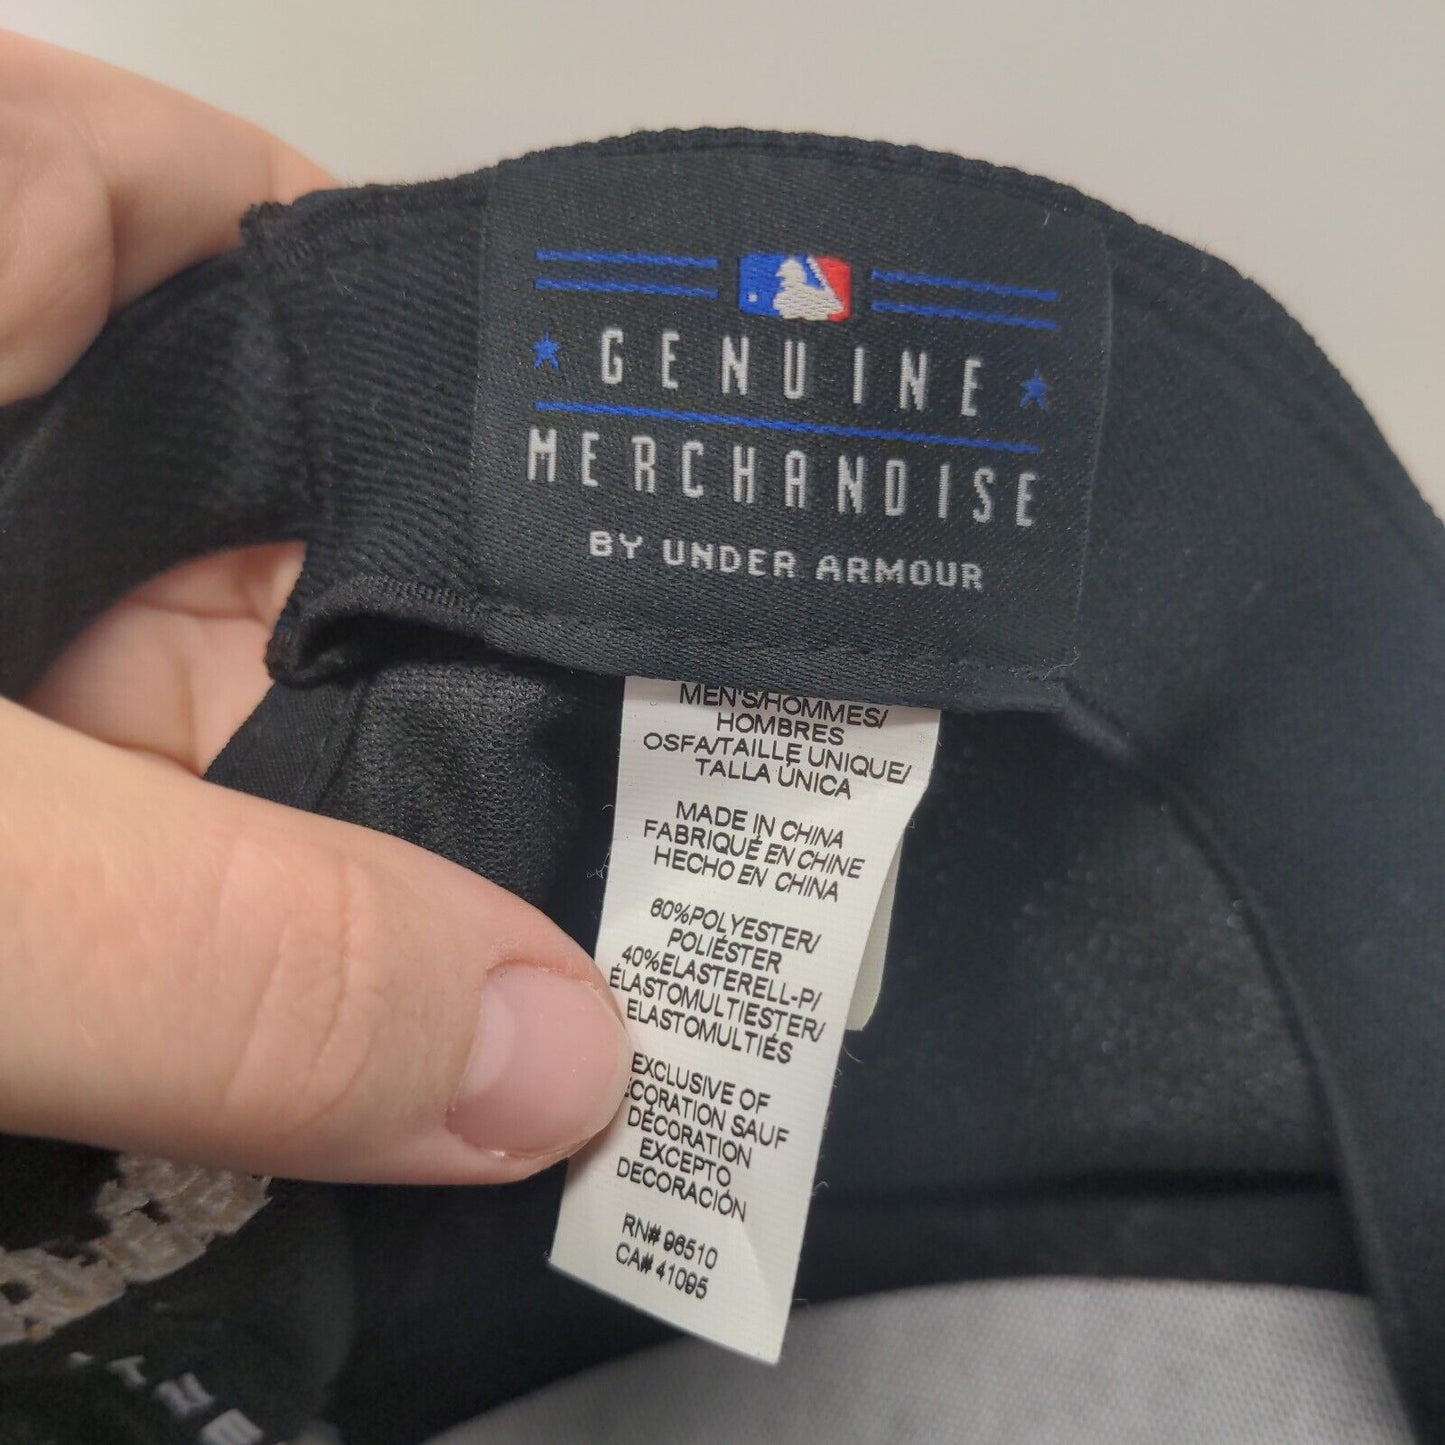 GENUINE
MERCHANDISE
BY UNDER ARMOUR
MEN'S/HOMMES/
HOMBRES
OSFA/TAILLE UNIQUE/
TALLA ÚNICA
MADE IN CHINA
FABRIQUÉ EN CHINE
HECHO EN CHINA
60%POLYESTER/
POLIÉSTER
40%ELASTERELL-P/
ÉLASTOMULTIESTER/
ELASTOMULTIÉS
EXCLUSIVE OF
CORATION SAUF
DÉCORATION
EXCEPTO
DECORACIÓN
RN# 96510
CA# 41095